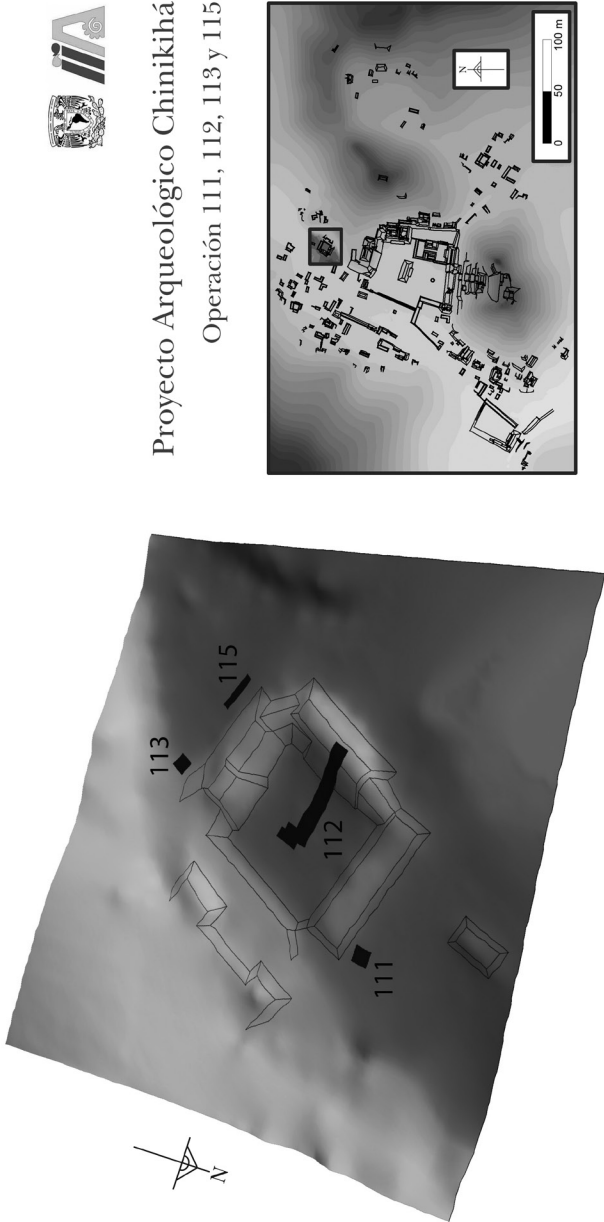 Proyecto Arqueológico Chinikihá
Operación 111, 112, 113 y 115
113
115
112
111
N
N
0 50 100 m